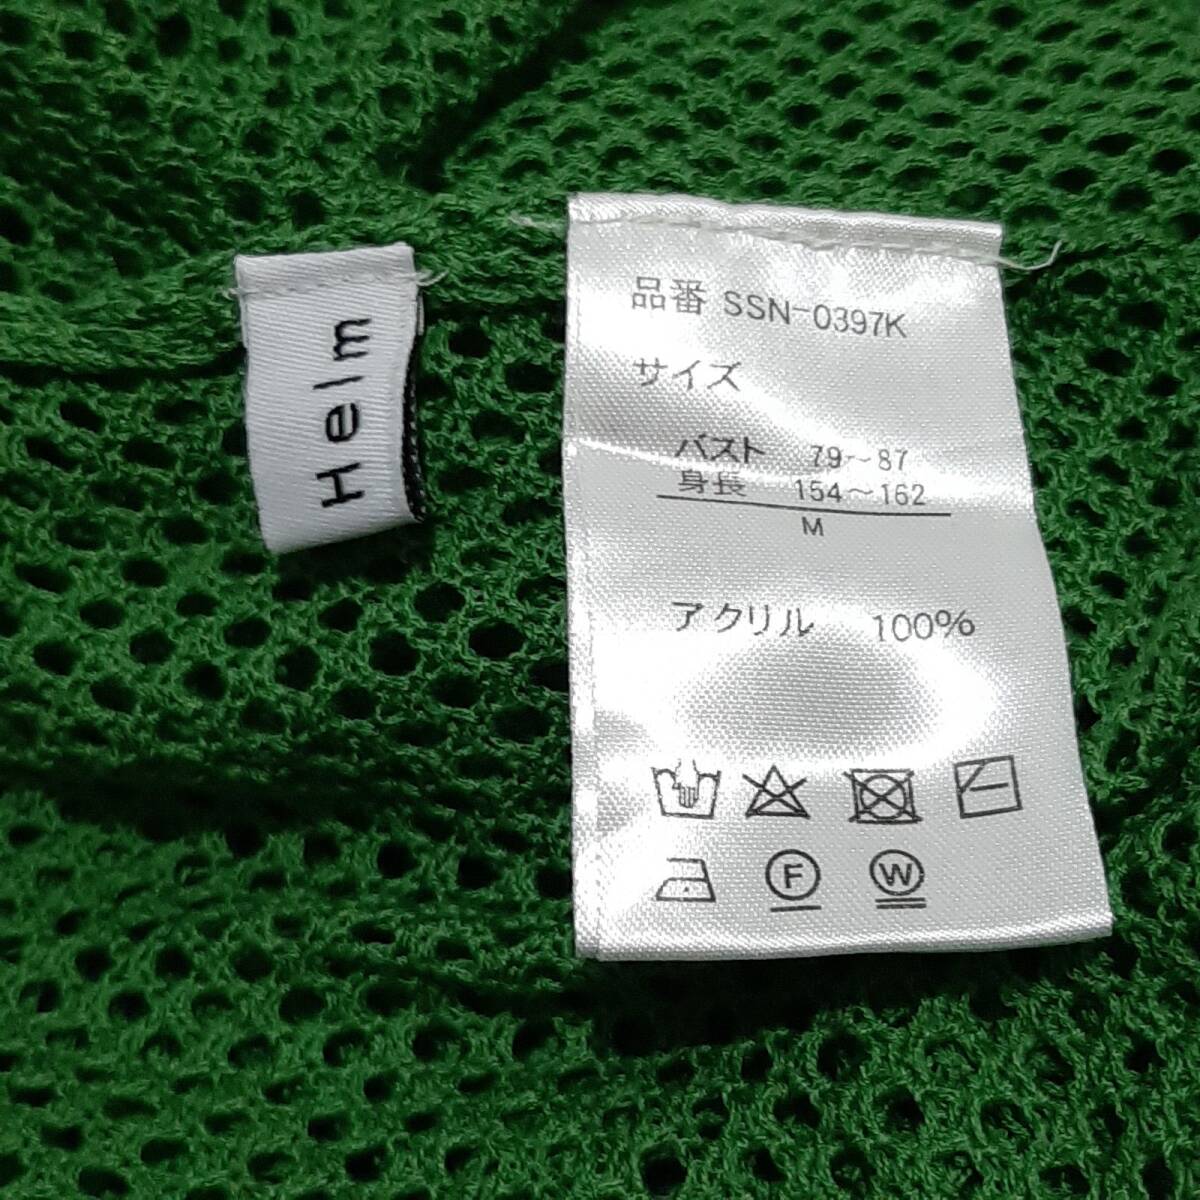 Helm
品番 SSN-0397K
サイズ
バスト 79~87
身長 154~162
M
アクリル 100%
F
W